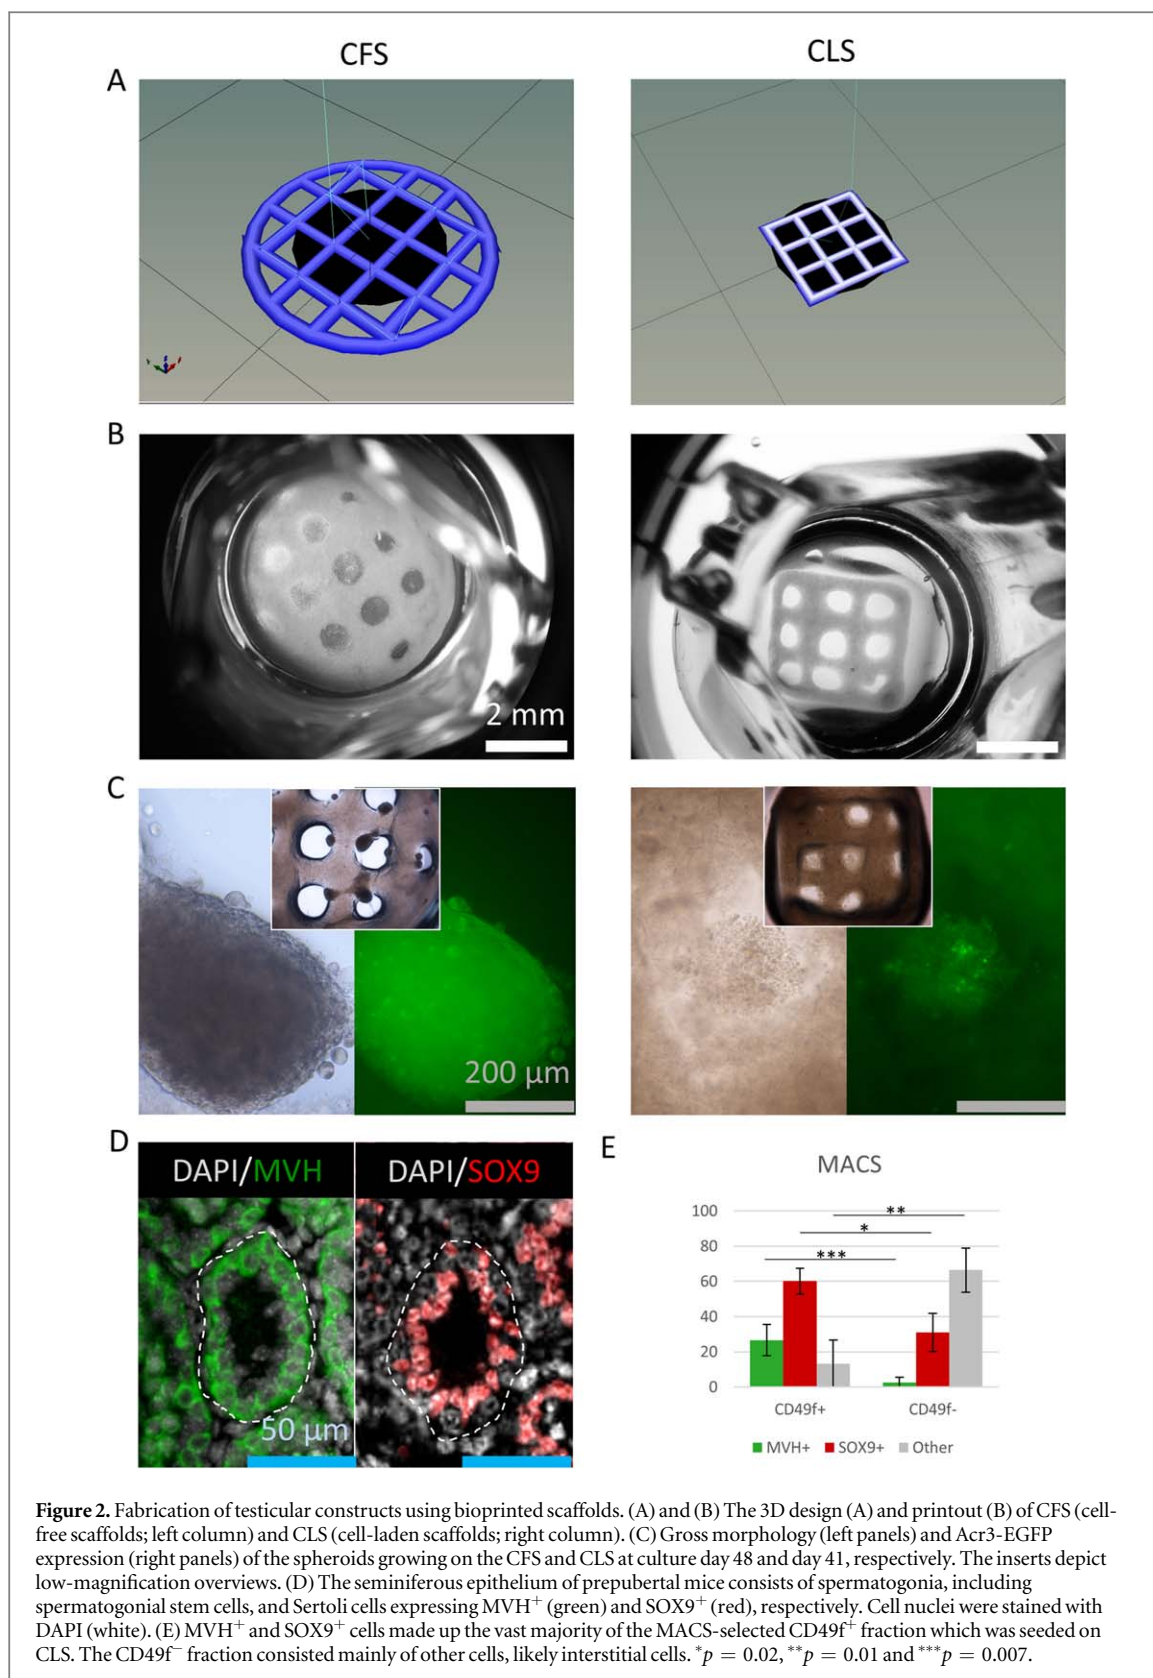 CFS
CLS
A
B
2 mm
C
200 µm
D
DAPI/MVH
DAPI/SOX9
50 µm
E
MACS
100
**
*
80
***
60
40
20
0
CD49f+
CD49f-
MVH+
SOX9+
Other
Figure 2. Fabrication of testicular constructs using bioprinted scaffolds. (A) and (B) The 3D design (A) and printout (B) of CFS (cell-
free scaffolds; left column) and CLS (cell-laden scaffolds; right column). (C) Gross morphology (left panels) and Acr3-EGFP
expression (right panels) of the spheroids growing on the CFS and CLS at culture day 48 and day 41, respectively. The inserts depict
low-magnification overviews. (D) The seminiferous epithelium of prepubertal mice consists of spermatogonia, including
spermatogonial stem cells, and Sertoli cells expressing MVH⁺ (green) and SOX9⁺ (red), respectively. Cell nuclei were stained with
DAPI (white). (E) MVH⁺ and SOX9⁺ cells made up the vast majority of the MACS-selected CD49f⁺ fraction which was seeded on
CLS. The CD49f⁻ fraction consisted mainly of other cells, likely interstitial cells. *p = 0.02, **p = 0.01 and ***p = 0.007.